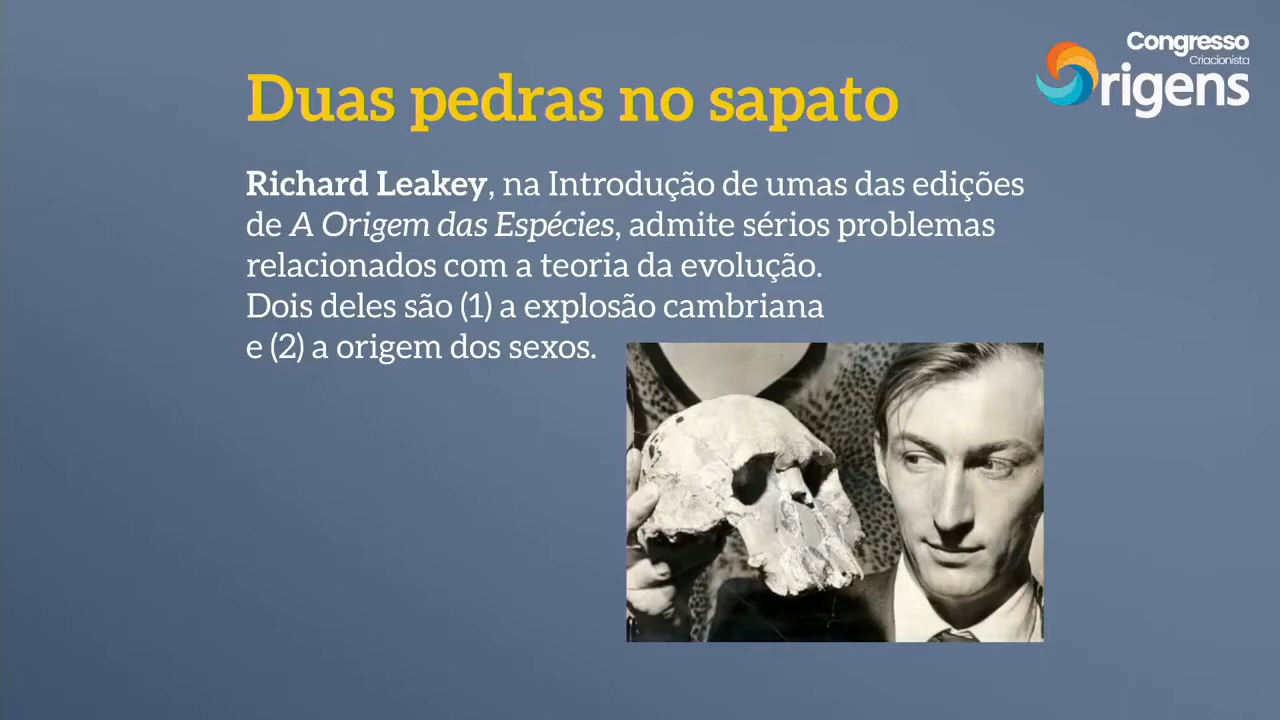 Congresso
Criacionista
Origens
Duas pedras no sapato
Richard Leakey, na Introdução de umas das edições
de A Origem das Espécies, admite sérios problemas
relacionados com a teoria da evolução.
Dois deles são (1) a explosão cambriana
e (2) a origem dos sexos.